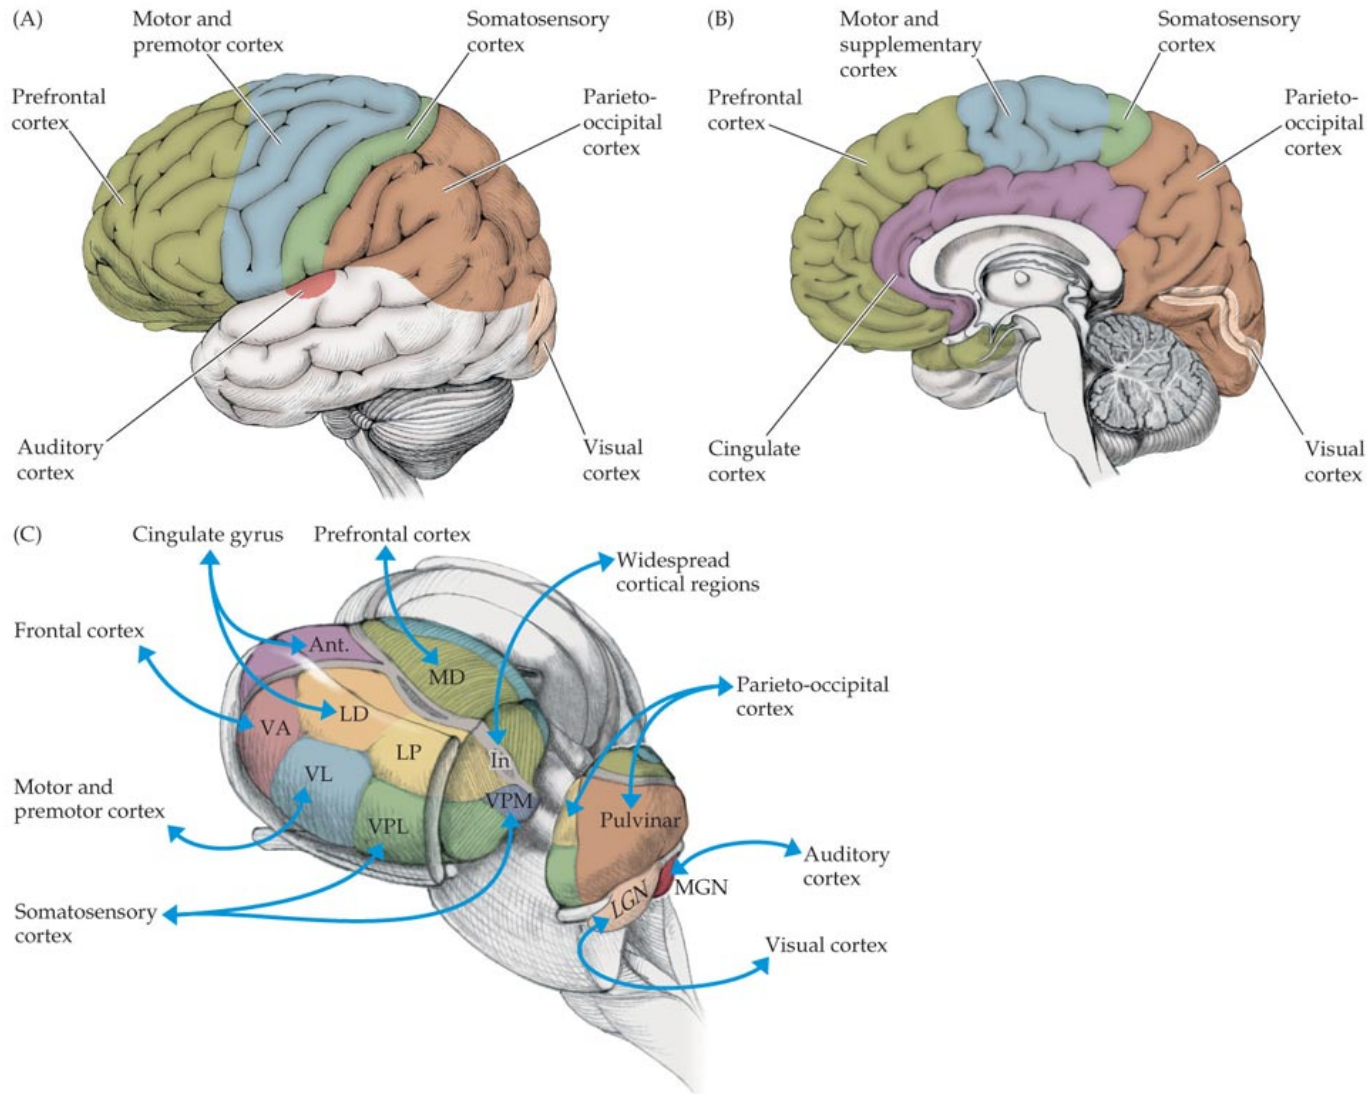 (A)
Motor and
premotor cortex
Somatosensory
cortex
Prefrontal
cortex
Parieto-
occipital
cortex
Auditory
cortex
Visual
cortex
(B)
Motor and
supplementary
cortex
Somatosensory
cortex
Prefrontal
cortex
Parieto-
occipital
cortex
Cingulate
cortex
Visual
cortex
(C)
Cingulate gyrus
Prefrontal cortex
Widespread
cortical regions
Frontal cortex
Ant.
MD
Parieto-occipital
cortex
VA
LD
LP
In
VL
Motor and
premotor cortex
VPM
VPL
Pulvinar
Auditory
cortex
MGN
LGN
Somatosensory
cortex
Visual cortex